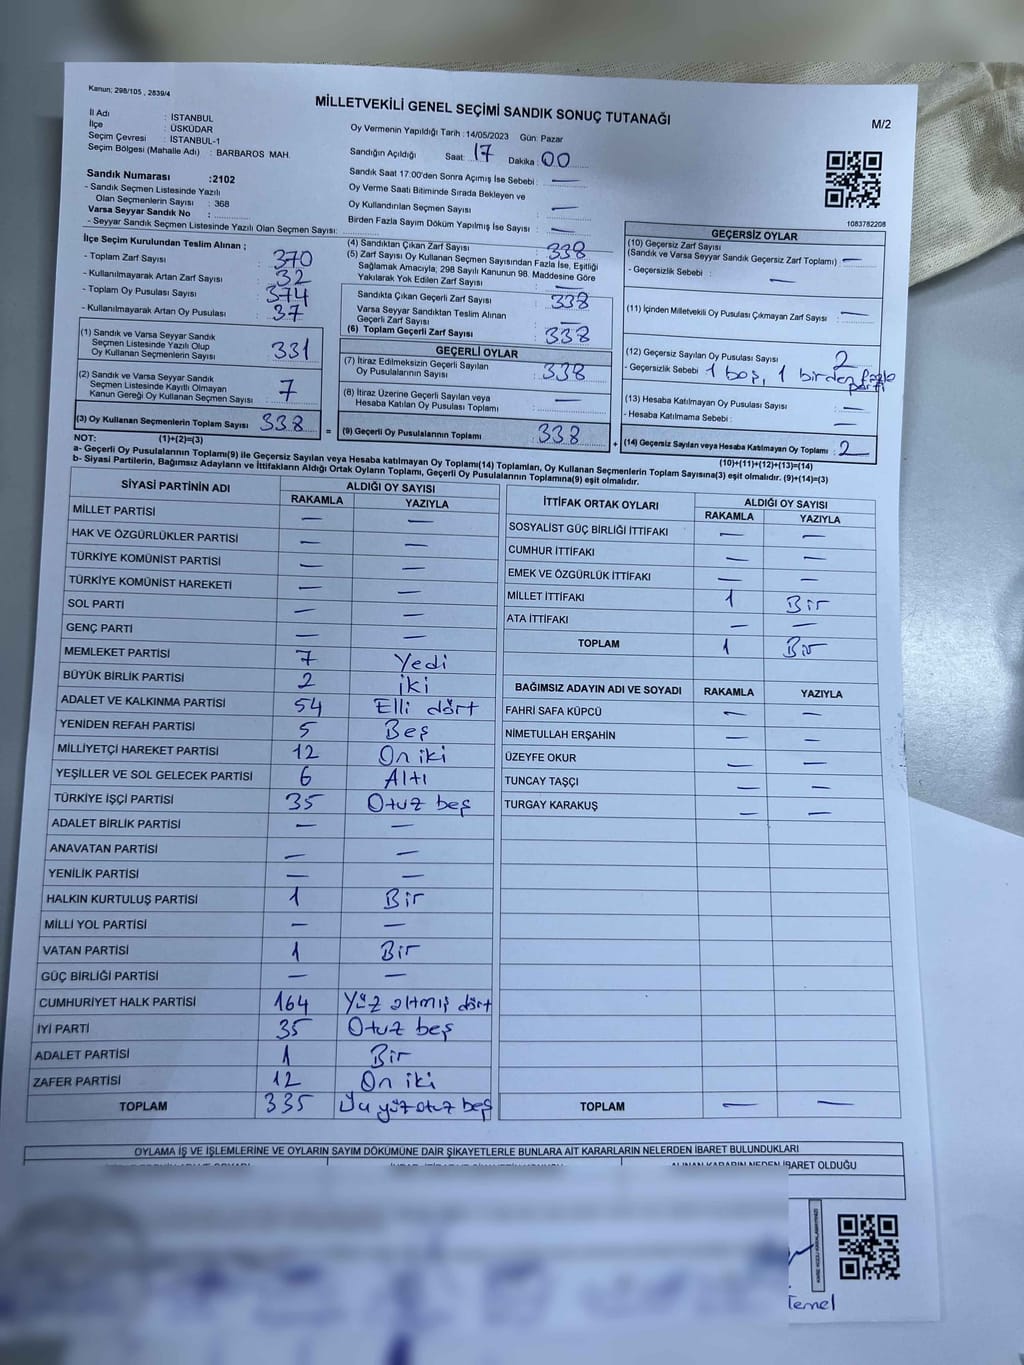 Kanun; 298/105 , 2839/4
MİLLETVEKİLİ GENEL SEÇİMİ SANDIK SONUÇ TUTANAĞI
M/2
İl Adı : İSTANBUL
İlçe : ÜSKÜDAR
Seçim Çevresi : İSTANBUL-1
Seçim Bölgesi (Mahalle Adı) : BARBAROS MAH.
Oy Vermenin Yapıldığı Tarih : 14/05/2023 Gün: Pazar
Sandığın Açıldığı Saat: 17 Dakika: 00
Sandık Saat 17.00'den Sonra Açımış İse Sebebi : —
Oy Verme Saati Bitiminde Sırada Bekleyen ve
Oy Kullandırılan Seçmen Sayısı : —
Birden Fazla Sayım Döküm Yapılmış İse Sayısı : —
Sandık Numarası :2102
- Sandık Seçmen Listesinde Yazılı
Olan Seçmenlerin Sayısı : 368
Varsa Seyyar Sandık No :
- Seyyar Sandık Seçmen Listesinde Yazılı Olan Seçmen Sayısı:
1083782208
İlçe Seçim Kurulundan Teslim Alınan ;
- Toplam Zarf Sayısı : 370
- Kullanılmayarak Artan Zarf Sayısı : 32
- Toplam Oy Pusulası Sayısı : 374
- Kullanılmayarak Artan Oy Pusulası : 37
(1) Sandık ve Varsa Seyyar Sandık
Seçmen Listesinde Yazılı Olup
Oy Kullanan Seçmenlerin Sayısı : 331
(2) Sandık ve Varsa Seyyar Sandık
Seçmen Listesinde Kayıtlı Olmayan
Kanun Gereği Oy Kullanan Seçmen Sayısı : 7
(3) Oy Kullanan Seçmenlerin Toplam Sayısı : 338
(4) Sandıktan Çıkan Zarf Sayısı : 338
(5) Zarf Sayısı Oy Kullanan Seçmen Sayısından Fazla İse, Eşitliği
Sağlamak Amacıyla, 298 Sayılı Kanunun 98. Maddesine Göre
Yakılarak Yok Edilen Zarf Sayısı : —
Sandıkta Çıkan Geçerli Zarf Sayısı : 338
Varsa Seyyar Sandıktan Teslim Alınan
Geçerli Zarf Sayısı : —
(6) Toplam Geçerli Zarf Sayısı : 338
GEÇERLİ OYLAR
(7) İtiraz Edilmeksizin Geçerli Sayılan
Oy Pusulalarının Sayısı : 338
(8) İtiraz Üzerine Geçerli Sayılan veya
Hesaba Katılan Oy Pusulası Toplamı : —
= (9) Geçerli Oy Pusulalarının Toplamı : 338
GEÇERSİZ OYLAR
(10) Geçersiz Zarf Sayısı
(Sandık ve Varsa Seyyar Sandık Geçersiz Zarf Toplamı) : —
- Geçersizlik Sebebi : —
(11) İçinden Milletvekili Oy Pusulası Çıkmayan Zarf Sayısı : —
(12) Geçersiz Sayılan Oy Pusulası Sayısı : 2
- Geçersizlik Sebebi : 1 boş, 1 birden fazla
parti
(13) Hesaba Katılmayan Oy Pusulası Sayısı : —
- Hesaba Katılmama Sebebi : —
+ (14) Geçersiz Sayılan veya Hesaba Katılmayan Oy Toplamı : 2
(10)+(11)+(12)+(13)=(14)
NOT: (1)+(2)=(3)
a- Geçerli Oy Pusulalarının Toplamı(9) ile Geçersiz Sayılan veya Hesaba katılmayan Oy Toplamı(14) Toplamları, Oy Kullanan Seçmenlerin Toplam Sayısına(3) eşit olmalıdır. (9)+(14)=(3)
b- Siyasi Partilerin, Bağımsız Adayların ve İttifakların Aldığı Ortak Oyların Toplamı, Geçerli Oy Pusulalarının Toplamına(9) eşit olmalıdır.
SİYASİ PARTİNİN ADI ALDIĞI OY SAYISI
RAKAMLA YAZIYLA
MİLLET PARTİSİ — —
HAK VE ÖZGÜRLÜKLER PARTİSİ — —
TÜRKİYE KOMÜNİST PARTİSİ — —
TÜRKİYE KOMÜNİST HAREKETİ — —
SOL PARTİ — —
GENÇ PARTİ — —
MEMLEKET PARTİSİ 7 Yedi
BÜYÜK BİRLİK PARTİSİ 2 iki
ADALET VE KALKINMA PARTİSİ 54 Elli dört
YENİDEN REFAH PARTİSİ 5 Beş
MİLLİYETÇİ HAREKET PARTİSİ 12 On iki
YEŞİLLER VE SOL GELECEK PARTİSİ 6 Altı
TÜRKİYE İŞÇİ PARTİSİ 35 Otuz beş
ADALET BİRLİK PARTİSİ — —
ANAVATAN PARTİSİ — —
YENİLİK PARTİSİ — —
HALKIN KURTULUŞ PARTİSİ 1 Bir
MİLLİ YOL PARTİSİ — —
VATAN PARTİSİ 1 Bir
GÜÇ BİRLİĞİ PARTİSİ — —
CUMHURİYET HALK PARTİSİ 164 Yüz altmış dört
İYİ PARTİ 35 Otuz beş
ADALET PARTİSİ 1 Bir
ZAFER PARTİSİ 12 On iki
TOPLAM 335 Üç yüz otuz beş
İTTİFAK ORTAK OYLARI ALDIĞI OY SAYISI
RAKAMLA YAZIYLA
SOSYALİST GÜÇ BİRLİĞİ İTTİFAKI — —
CUMHUR İTTİFAKI — —
EMEK VE ÖZGÜRLÜK İTTİFAKI — —
MİLLET İTTİFAKI 1 Bir
ATA İTTİFAKI — —
TOPLAM 1 Bir
BAĞIMSIZ ADAYIN ADI VE SOYADI RAKAMLA YAZIYLA
FAHRİ SAFA KÜPCÜ — —
NİMETULLAH ERŞAHİN — —
ÜZEYFE OKUR — —
TUNCAY TAŞÇI — —
TURGAY KARAKUŞ — —
TOPLAM — —
OYLAMA İŞ VE İŞLEMLERİNE VE OYLARIN SAYIM DÖKÜMÜNE DAİR ŞİKAYETLERLE BUNLARA AİT KARARLARIN NELERDEN İBARET BULUNDUKLARI
ALINAN KARARIN NEDEN İBARET OLDUĞU
Temel